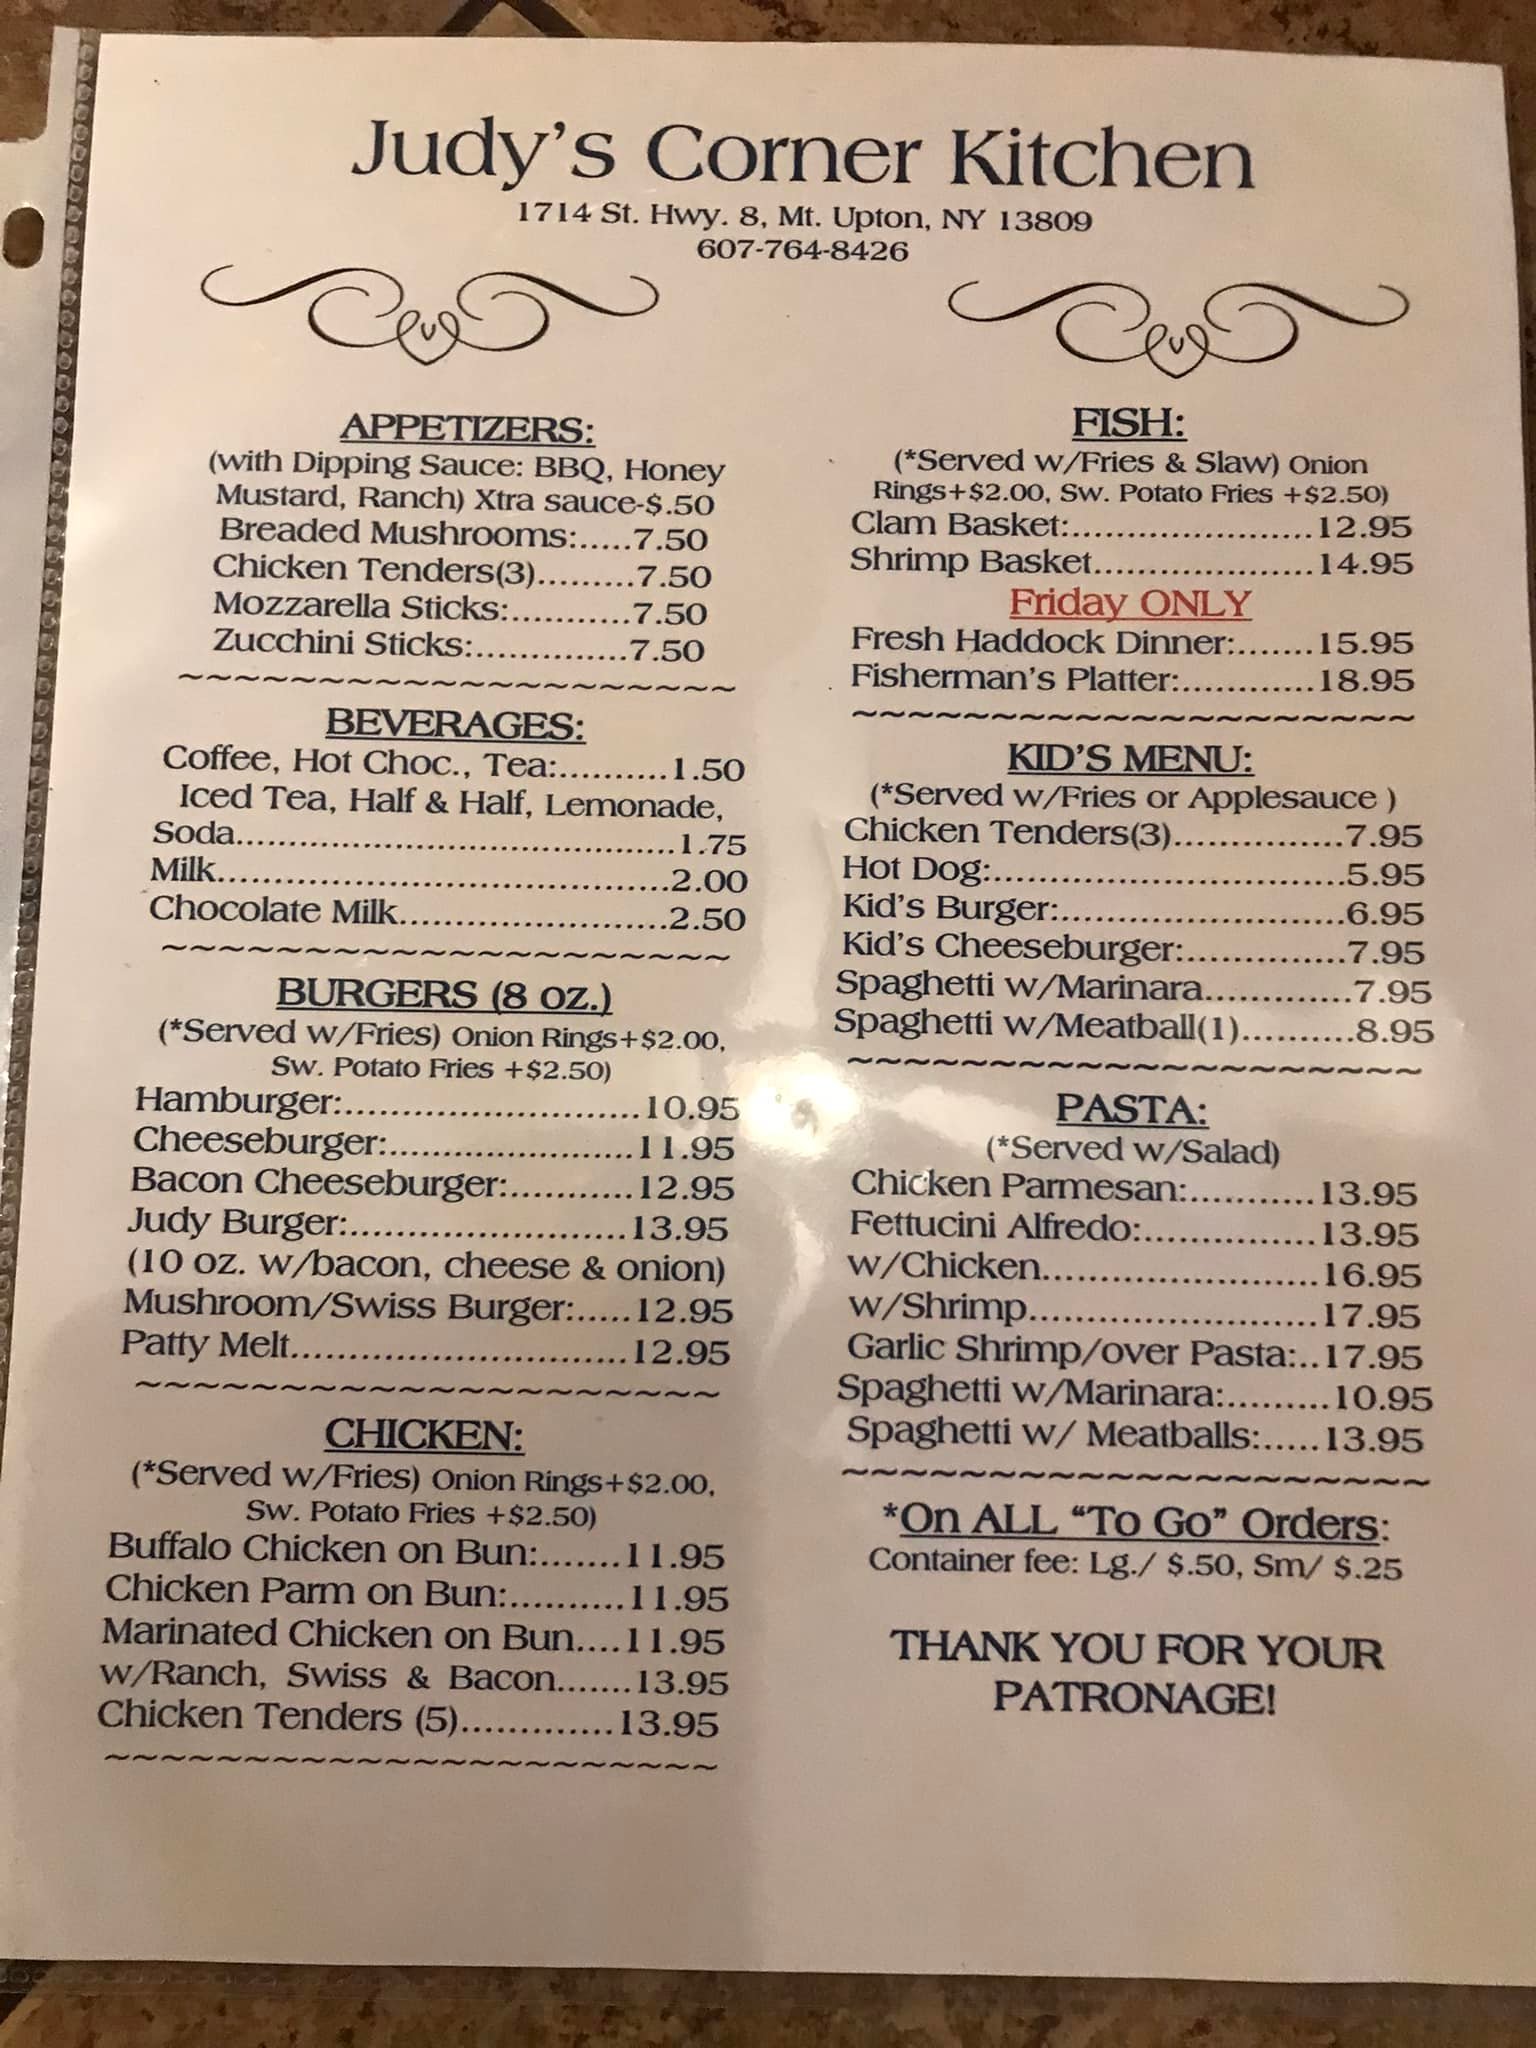 Judy's Corner Kitchen
1714 St. Hwy. 8, Mt. Upton, NY 13809
607-764-8426
APPETIZERS:
(with Dipping Sauce: BBQ, Honey
Mustard, Ranch) Xtra sauce-$.50
Breaded Mushrooms:.....7.50
Chicken Tenders(3).........7.50
Mozzarella Sticks:............7.50
Zucchini Sticks:..............7.50
~~~~~~~~~~~~~~~~~~~~
BEVERAGES:
Coffee, Hot Choc., Tea:..........1.50
Iced Tea, Half & Half, Lemonade,
Soda.......................................1.75
Milk........................................2.00
Chocolate Milk........................2.50
~~~~~~~~~~~~~~~~~~~~
BURGERS (8 oz.)
(*Served w/Fries) Onion Rings+$2.00,
Sw. Potato Fries +$2.50)
Hamburger:..........................10.95
Cheeseburger:......................11.95
Bacon Cheeseburger:...........12.95
Judy Burger:........................13.95
(10 oz. w/bacon, cheese & onion)
Mushroom/Swiss Burger:.....12.95
Patty Melt..............................12.95
~~~~~~~~~~~~~~~~~~~~
CHICKEN:
(*Served w/Fries) Onion Rings+$2.00,
Sw. Potato Fries +$2.50)
Buffalo Chicken on Bun:.......11.95
Chicken Parm on Bun:..........11.95
Marinated Chicken on Bun....11.95
w/Ranch, Swiss & Bacon.......13.95
Chicken Tenders (5).............13.95
~~~~~~~~~~~~~~~~~~~~~~
FISH:
(*Served w/Fries & Slaw) Onion
Rings+$2.00, Sw. Potato Fries +$2.50)
Clam Basket:......................12.95
Shrimp Basket....................14.95
Friday ONLY
Fresh Haddock Dinner:.......15.95
Fisherman's Platter:............18.95
~~~~~~~~~~~~~~~~~~~~
KID'S MENU:
(*Served w/Fries or Applesauce )
Chicken Tenders(3)...............7.95
Hot Dog:...............................5.95
Kid's Burger:.........................6.95
Kid's Cheeseburger:..............7.95
Spaghetti w/Marinara.............7.95
Spaghetti w/Meatball(1)..........8.95
~~~~~~~~~~~~~~~~~~~~
PASTA:
(*Served w/Salad)
Chicken Parmesan:...........13.95
Fettucini Alfredo:...............13.95
w/Chicken........................16.95
w/Shrimp.........................17.95
Garlic Shrimp/over Pasta:..17.95
Spaghetti w/Marinara:.........10.95
Spaghetti w/ Meatballs:.....13.95
~~~~~~~~~~~~~~~~~~~~
*On ALL "To Go" Orders:
Container fee: Lg./ $.50, Sm/ $.25
THANK YOU FOR YOUR
PATRONAGE!